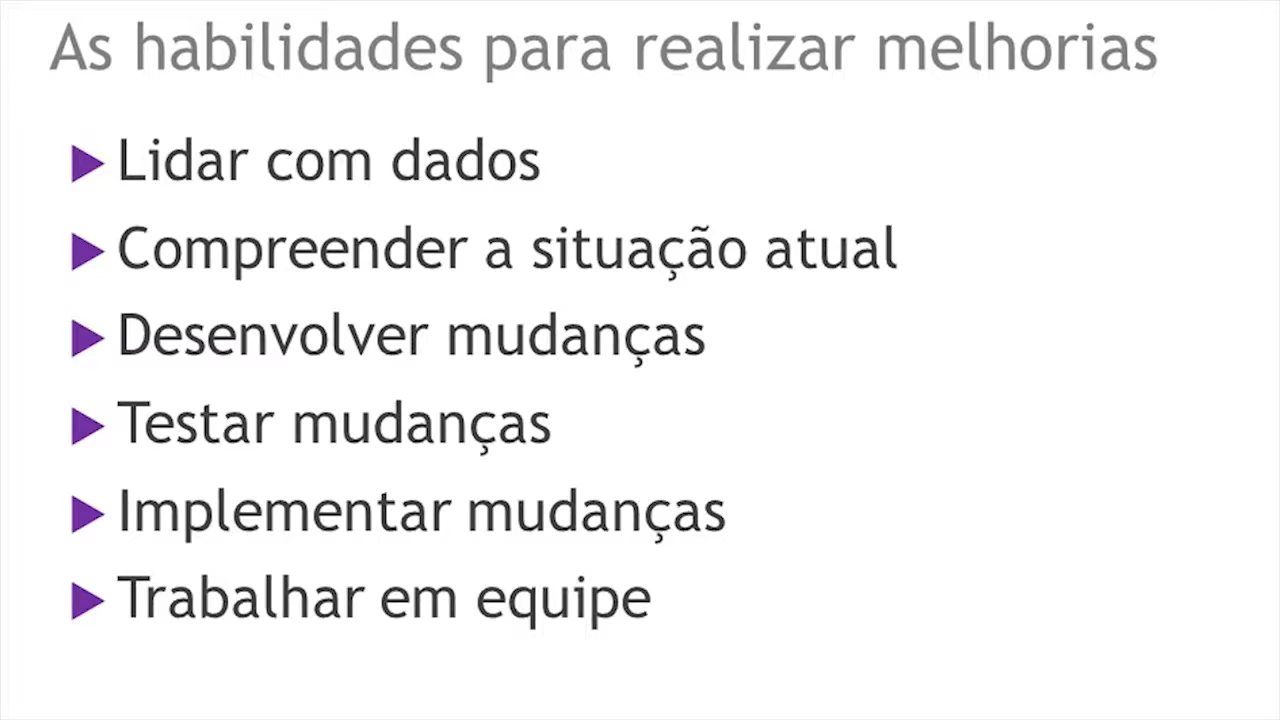 As habilidades para realizar melhorias
Lidar com dados
Compreender a situação atual
Desenvolver mudanças
Testar mudanças
Implementar mudanças
Trabalhar em equipe